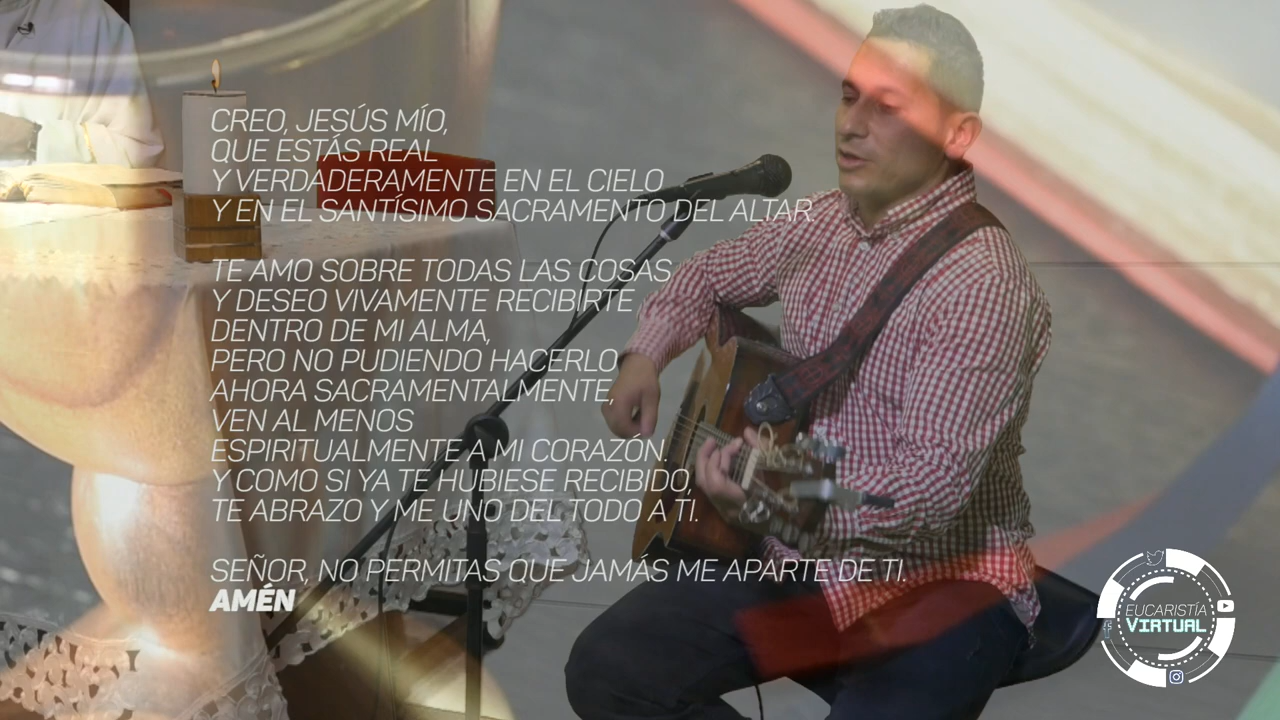 CREO, JESÚS MÍO,
QUE ESTÁS REAL
Y VERDADERAMENTE EN EL CIELO
Y EN EL SANTÍSIMO SACRAMENTO DEL ALTAR.
TE AMO SOBRE TODAS LAS COSAS
Y DESEO VIVAMENTE RECIBIRTE
DENTRO DE MI ALMA,
PERO NO PUDIENDO HACERLO
AHORA SACRAMENTALMENTE,
VEN AL MENOS
ESPIRITUALMENTE A MI CORAZÓN.
Y COMO SI YA TE HUBIESE RECIBIDO,
TE ABRAZO Y ME UNO DEL TODO A TI.
SEÑOR, NO PERMITAS QUE JAMÁS ME APARTE DE TI.
AMÉN
EUCARISTÍA
VIRTUAL